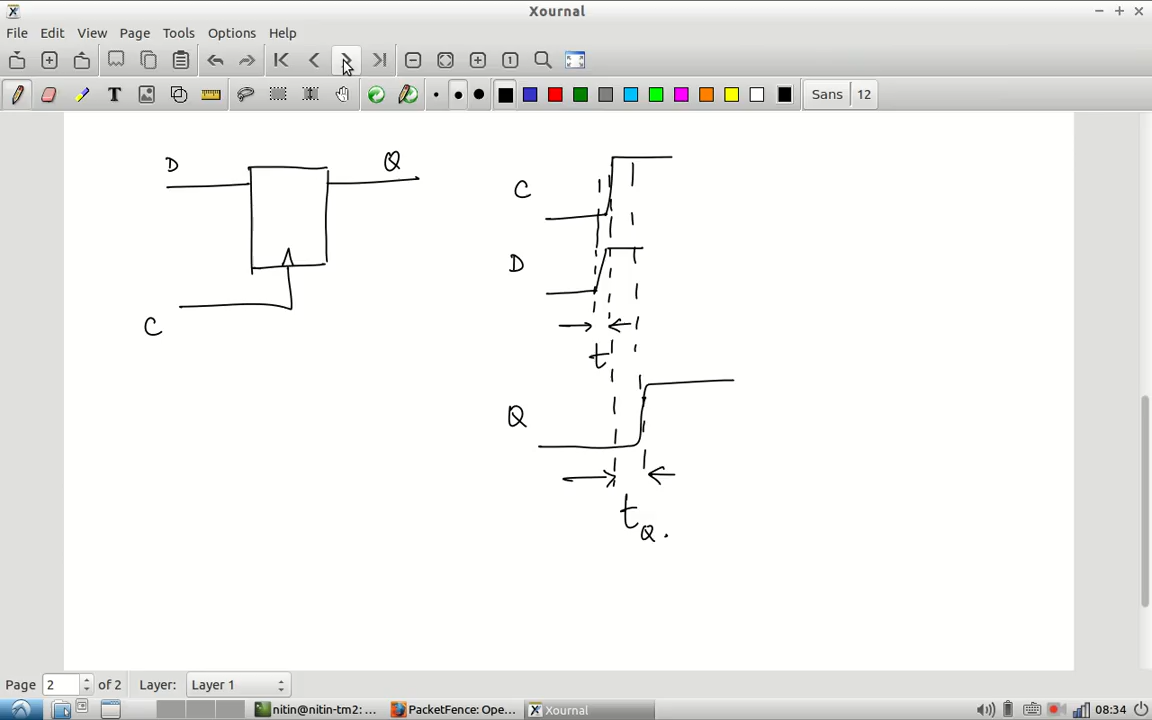 Xournal
File Edit View Page Tools Options Help
T Sans 12
D Q
C
C
D
t
Q
tQ.
Page 2 of 2 Layer: Layer 1
nitin@nitin-tm2: ... PacketFence: Ope... Xournal 08:34